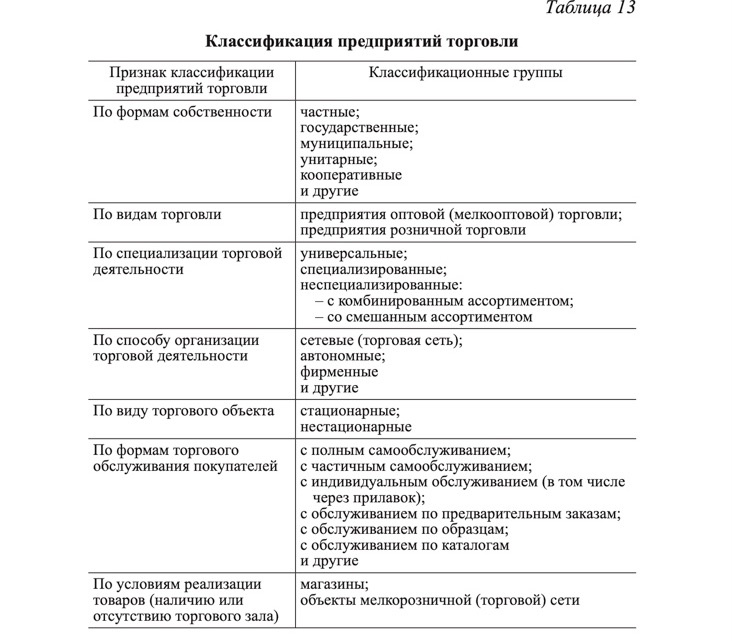 Таблица 13
Классификация предприятий торговли
Признак классификации
предприятий торговли
Классификационные группы
По формам собственности
частные;
государственные;
муниципальные;
унитарные;
кооперативные
и другие
По видам торговли
предприятия оптовой (мелкооптовой) торговли;
предприятия розничной торговли
По специализации торговой
деятельности
универсальные;
специализированные;
неспециализированные:
– с комбинированным ассортиментом;
– со смешанным ассортиментом
По способу организации
торговой деятельности
сетевые (торговая сеть);
автономные;
фирменные
и другие
По виду торгового объекта
стационарные;
нестационарные
По формам торгового
обслуживания покупателей
с полным самообслуживанием;
с частичным самообслуживанием;
с индивидуальным обслуживанием (в том числе
через прилавок);
с обслуживанием по предварительным заказам;
с обслуживанием по образцам;
с обслуживанием по каталогам
и другие
По условиям реализации
товаров (наличию или
отсутствию торгового зала)
магазины;
объекты мелкорозничной (торговой) сети